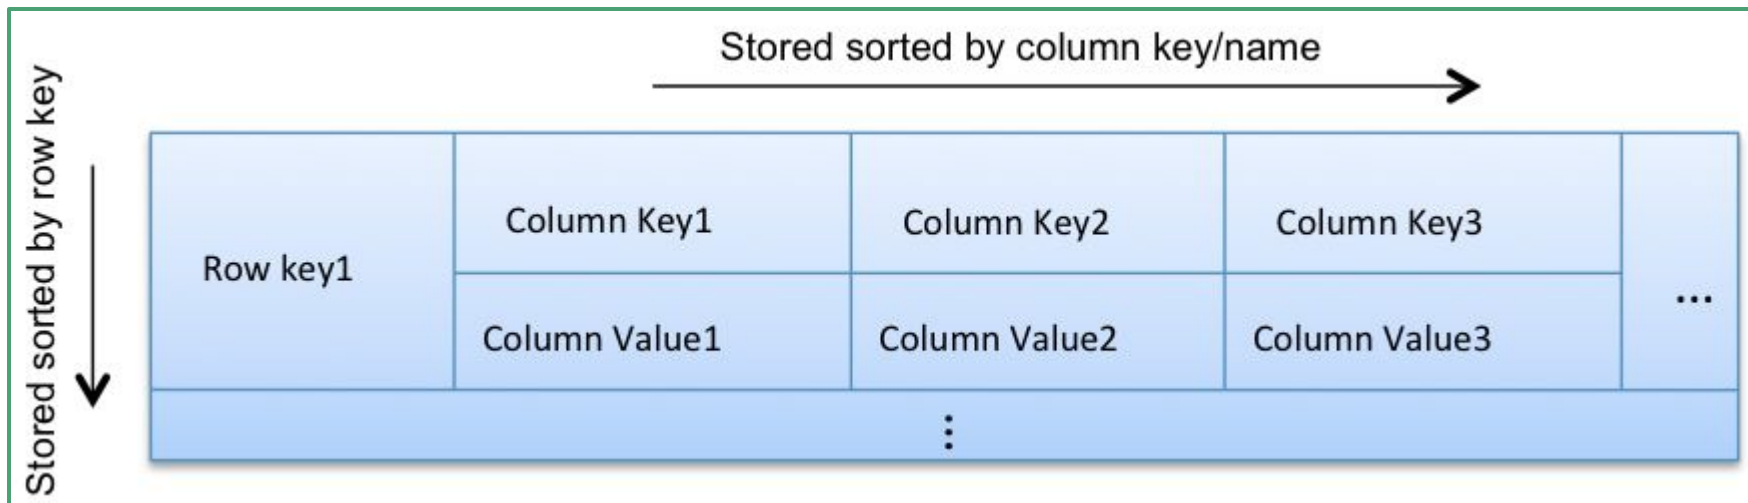 Stored sorted by column key/name
Stored sorted by row key
Row key1
Column Key1
Column Key2
Column Key3
...
Column Value1
Column Value2
Column Value3
⋮